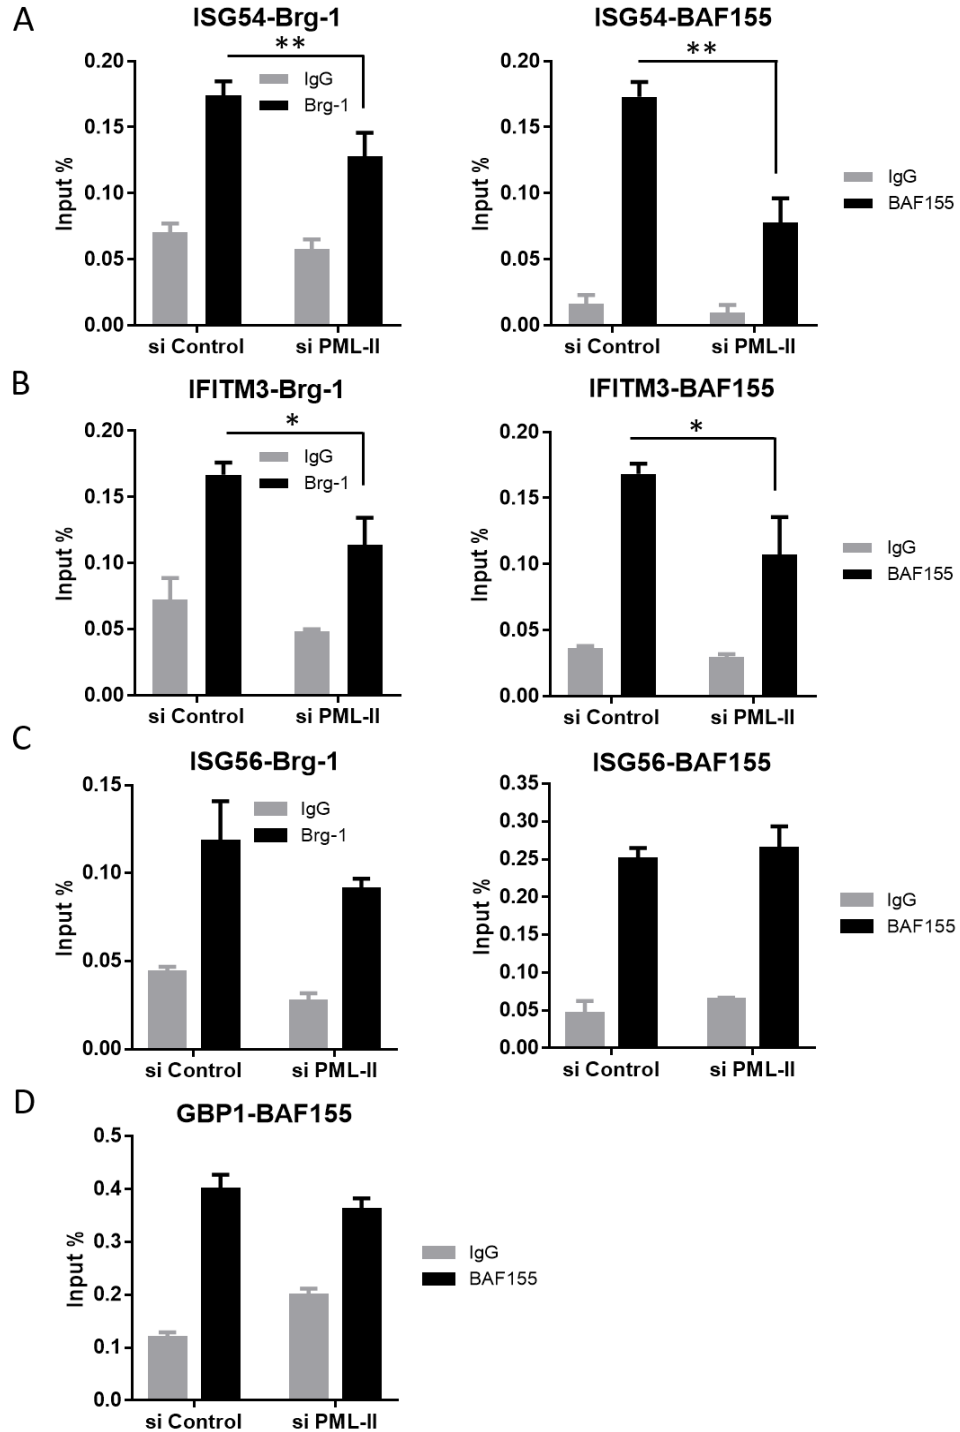 A
ISG54-Brg-1
**
0.20
0.15
0.10
0.05
0.00
Input %
IgG
Brg-1
si Control
si PML-II
ISG54-BAF155
**
0.20
0.15
0.10
0.05
0.00
Input %
IgG
BAF155
si Control
si PML-II
B
IFITM3-Brg-1
*
0.20
0.15
0.10
0.05
0.00
Input %
IgG
Brg-1
si Control
si PML-II
IFITM3-BAF155
*
0.20
0.15
0.10
0.05
0.00
Input %
IgG
BAF155
si Control
si PML-II
C
ISG56-Brg-1
0.15
0.10
0.05
0.00
Input %
IgG
Brg-1
si Control
si PML-II
ISG56-BAF155
0.35
0.30
0.25
0.20
0.15
0.10
0.05
0.00
Input %
IgG
BAF155
si Control
si PML-II
D
GBP1-BAF155
0.5
0.4
0.3
0.2
0.1
0.0
Input %
IgG
BAF155
si Control
si PML-II